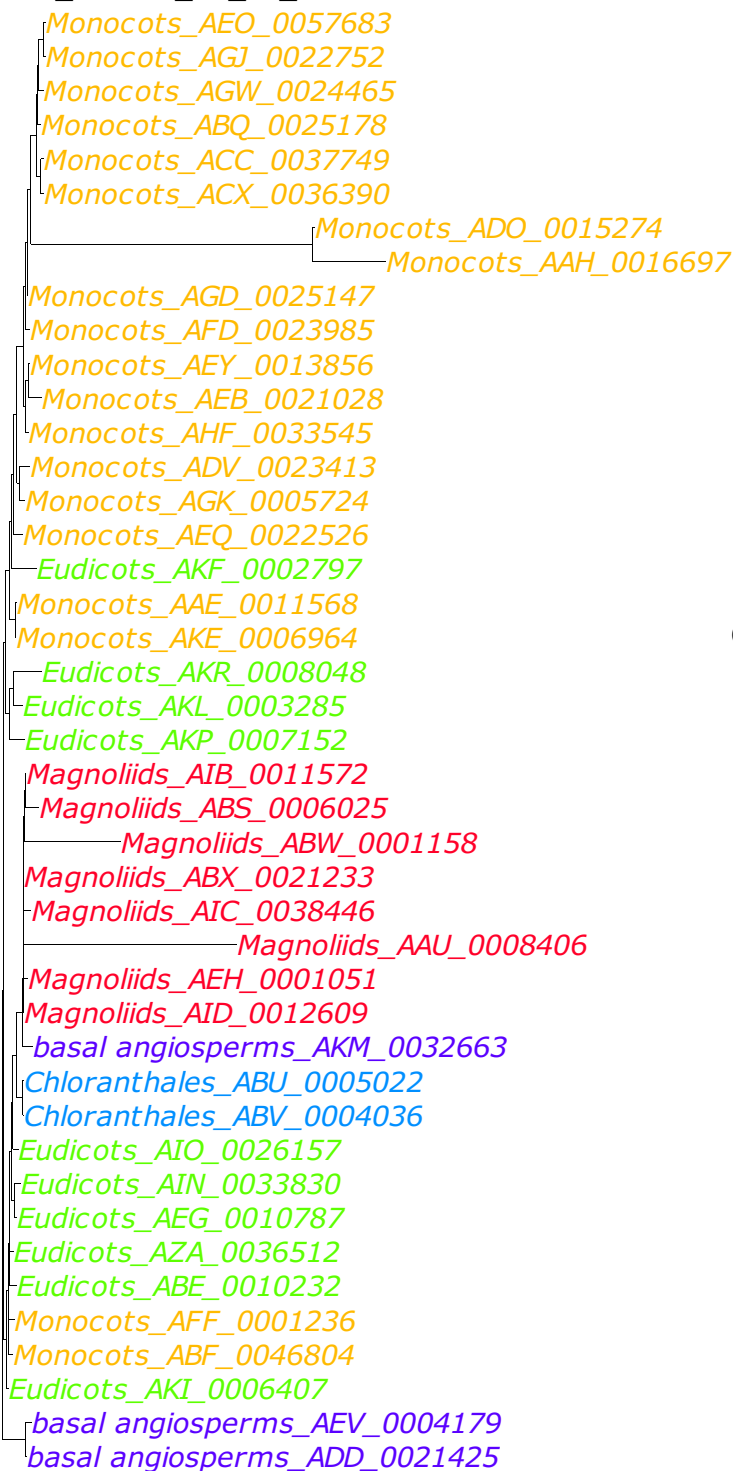 Monocots_AEO_0057683
Monocots_AGJ_0022752
Monocots_AGW_0024465
Monocots_ABQ_0025178
Monocots_ACC_0037749
Monocots_ACX_0036390
Monocots_ADO_0015274
Monocots_AAH_0016697
Monocots_AGD_0025147
Monocots_AFD_0023985
Monocots_AEY_0013856
Monocots_AEB_0021028
Monocots_AHF_0033545
Monocots_ADV_0023413
Monocots_AGK_0005724
Monocots_AEQ_0022526
Eudicots_AKF_0002797
Monocots_AAE_0011568
Monocots_AKE_0006964
Eudicots_AKR_0008048
Eudicots_AKL_0003285
Eudicots_AKP_0007152
Magnoliids_AIB_0011572
Magnoliids_ABS_0006025
Magnoliids_ABW_0001158
Magnoliids_ABX_0021233
Magnoliids_AIC_0038446
Magnoliids_AAU_0008406
Magnoliids_AEH_0001051
Magnoliids_AID_0012609
basal angiosperms_AKM_0032663
Chloranthales_ABU_0005022
Chloranthales_ABV_0004036
Eudicots_AIO_0026157
Eudicots_AIN_0033830
Eudicots_AEG_0010787
Eudicots_AZA_0036512
Eudicots_ABE_0010232
Monocots_AFF_0001236
Monocots_ABF_0046804
Eudicots_AKI_0006407
basal angiosperms_AEV_0004179
basal angiosperms_ADD_0021425